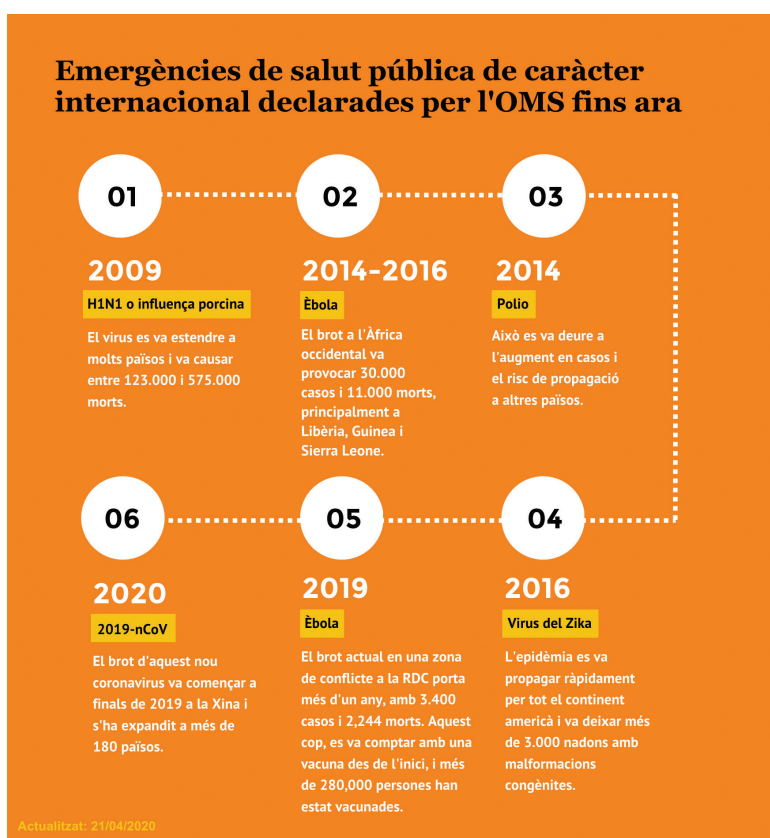 Emergències de salut pública de caràcter
internacional declarades per l'OMS fins ara
01
2009
H1N1 o influença porcina
El virus es va estendre a
molts països i va causar
entre 123.000 i 575.000
morts.
02
2014-2016
Èbola
El brot a l'Àfrica
occidental va
provocar 30.000
casos i 11.000 morts,
principalment a
Libèria, Guinea i
Sierra Leone.
03
2014
Polio
Això es va deure a
l'augment en casos i
el risc de propagació
a altres països.
04
2016
Virus del Zika
L'epidèmia es va
propagar ràpidament
per tot el continent
americà i va deixar més
de 3.000 nadons amb
malformacions
congènites.
05
2019
Èbola
El brot actual en una zona
de conflicte a la RDC porta
més d'un any, amb 3.400
casos i 2,244 morts. Aquest
cop, es va comptar amb una
vacuna des de l'inici, i més
de 280,000 persones han
estat vacunades.
06
2020
2019-nCoV
El brot d'aquest nou
coronavirus va començar a
finals de 2019 a la Xina i
s'ha expandit a més de
180 països.
Actualitzat: 21/04/2020